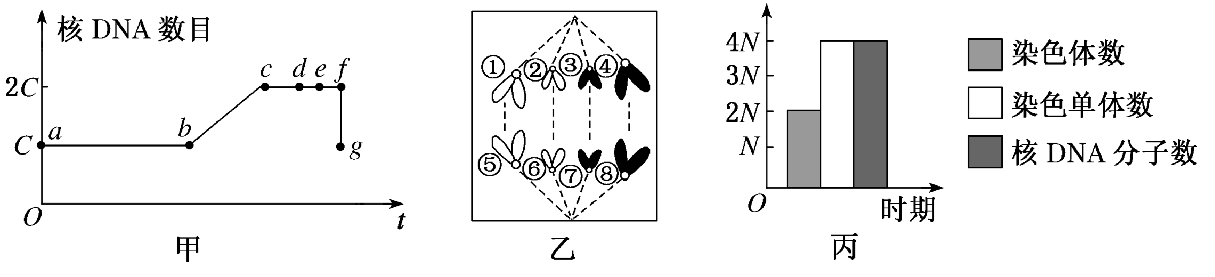 核 DNA 数目
2C
C
O
a
b
c
d
e
f
g
t
甲
①
②
③
④
⑤
⑥
⑦
⑧
乙
4N
3N
2N
N
O
时期
丙
染色体数
染色单体数
核 DNA 分子数